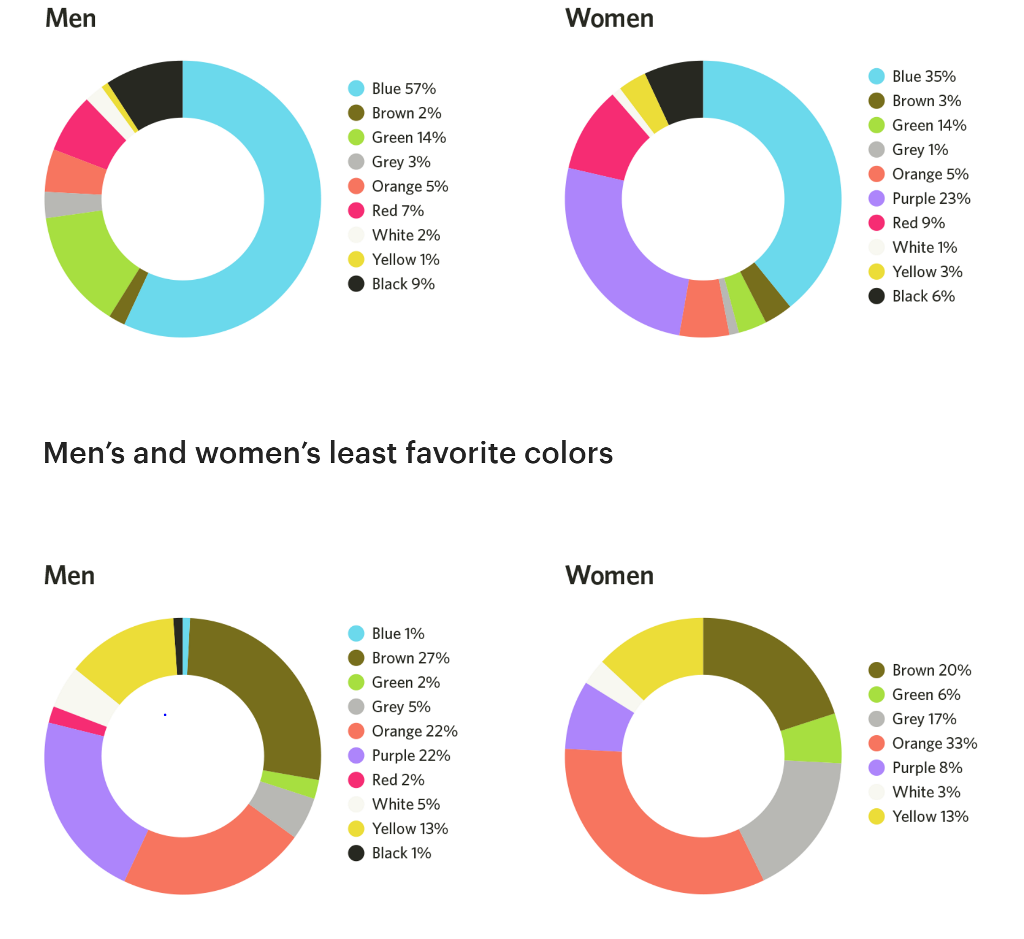 Men
Blue 57%
Brown 2%
Green 14%
Grey 3%
Orange 5%
Red 7%
White 2%
Yellow 1%
Black 9%
Women
Blue 35%
Brown 3%
Green 14%
Grey 1%
Orange 5%
Purple 23%
Red 9%
White 1%
Yellow 3%
Black 6%
Men’s and women’s least favorite colors
Men
Blue 1%
Brown 27%
Green 2%
Grey 5%
Orange 22%
Purple 22%
Red 2%
White 5%
Yellow 13%
Black 1%
Women
Brown 20%
Green 6%
Grey 17%
Orange 33%
Purple 8%
White 3%
Yellow 13%